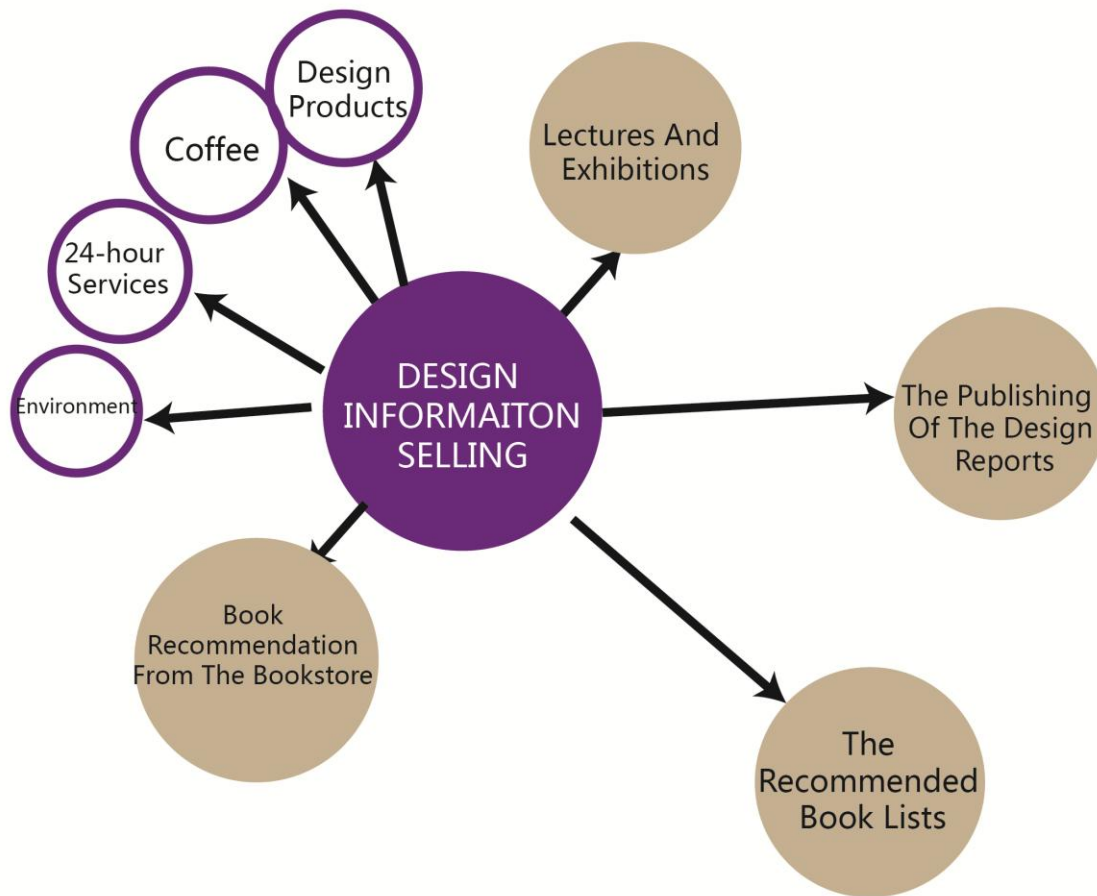 Design
Products
Coffee
Lectures And
Exhibitions
24-hour
Services
Environment
DESIGN
INFORMAITON
SELLING
The Publishing
Of The Design
Reports
Book
Recommendation
From The Bookstore
The
Recommended
Book Lists